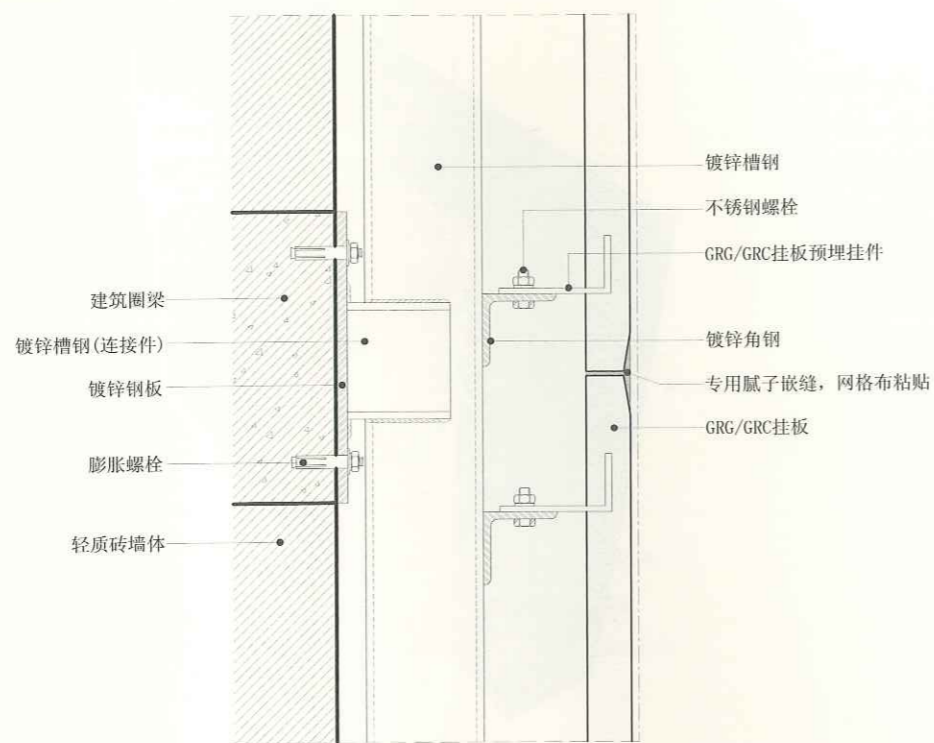 镀锌槽钢
不锈钢螺栓
GRG/GRC挂板预埋挂件
建筑圈梁
镀锌槽钢(连接件)
镀锌角钢
镀锌钢板
专用腻子嵌缝，网格布粘贴
GRG/GRC挂板
膨胀螺栓
轻质砖墙体